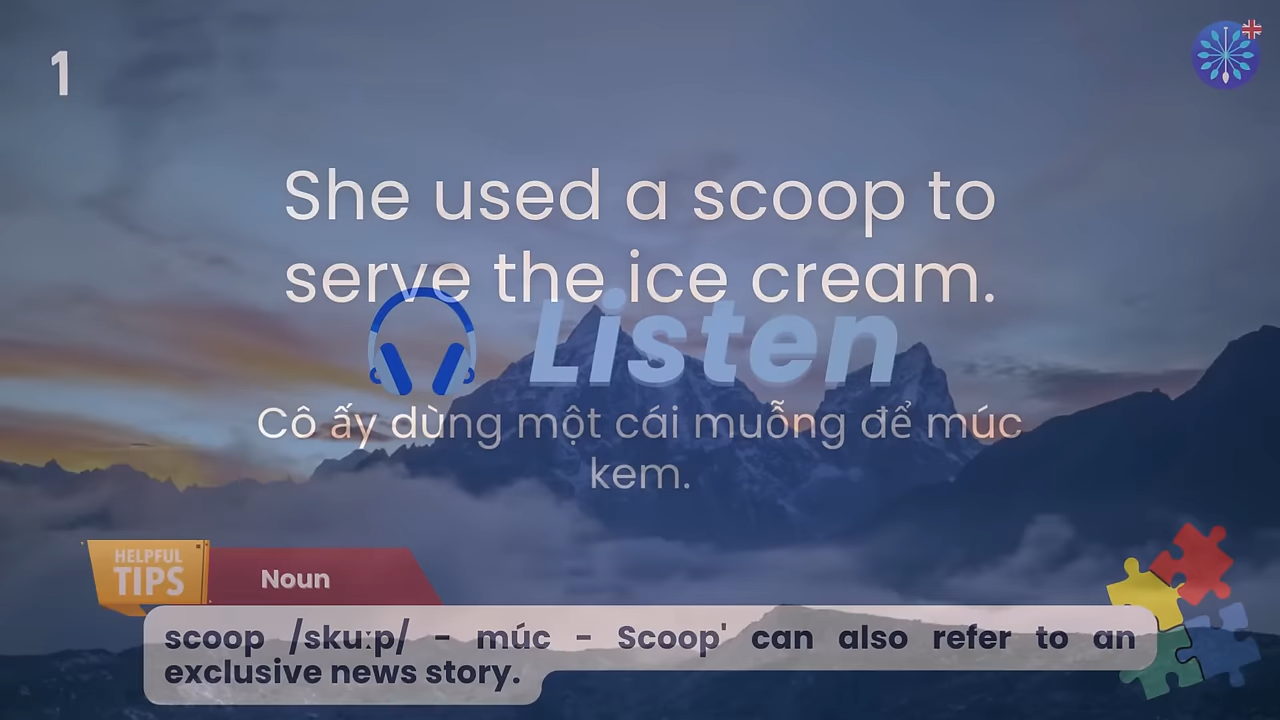 1
She used a scoop to
serve the ice cream.
Listen
Cô ấy dùng một cái muỗng để múc
kem.
HELPFUL
TIPS
Noun
scoop /skuːp/ - múc - Scoop' can also refer to an
exclusive news story.